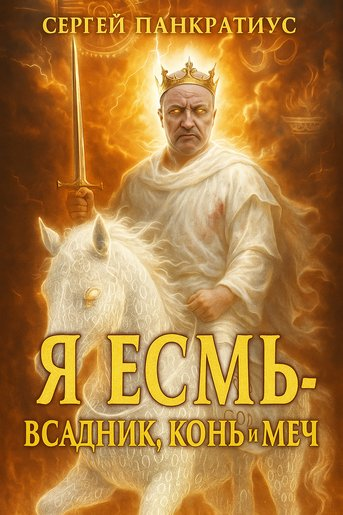 СЕРГЕЙ ПАНКРАТИУС
Я ЕСМЬ-
ВСАДНИК, КОНЬ и МЕЧ